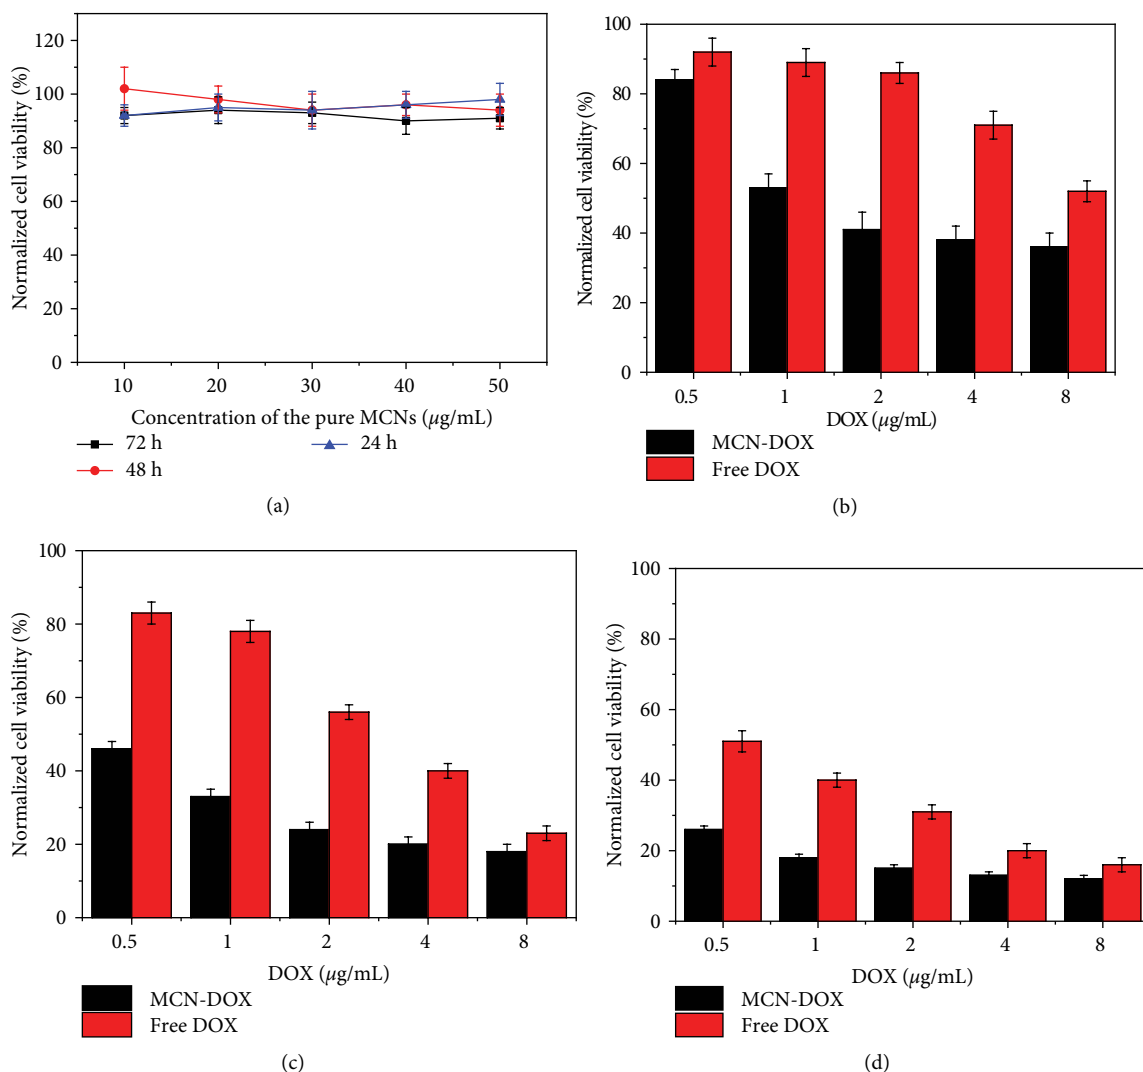 120
100
80
60
40
20
0
Normalized cell viability (%)
10 20 30 40 50
Concentration of the pure MCNs (µg/mL)
72 h 24 h
48 h
(a)
100
80
60
40
20
0
Normalized cell viability (%)
0.5 1 2 4 8
DOX (µg/mL)
MCN-DOX
Free DOX
(b)
100
80
60
40
20
0
Normalized cell viability (%)
0.5 1 2 4 8
DOX (µg/mL)
MCN-DOX
Free DOX
(c)
100
80
60
40
20
0
Normalized cell viability (%)
0.5 1 2 4 8
DOX (µg/mL)
MCN-DOX
Free DOX
(d)